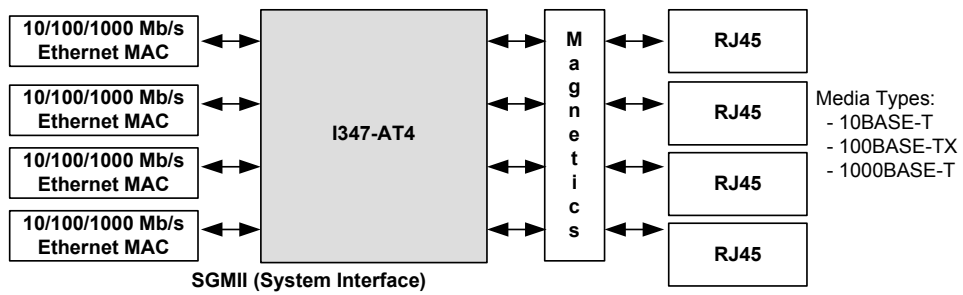 10/100/1000 Mb/s
Ethernet MAC
10/100/1000 Mb/s
Ethernet MAC
10/100/1000 Mb/s
Ethernet MAC
10/100/1000 Mb/s
Ethernet MAC
I347-AT4
SGMII (System Interface)
Magnetics
RJ45
RJ45
RJ45
RJ45
Media Types:
- 10BASE-T
- 100BASE-TX
- 1000BASE-T